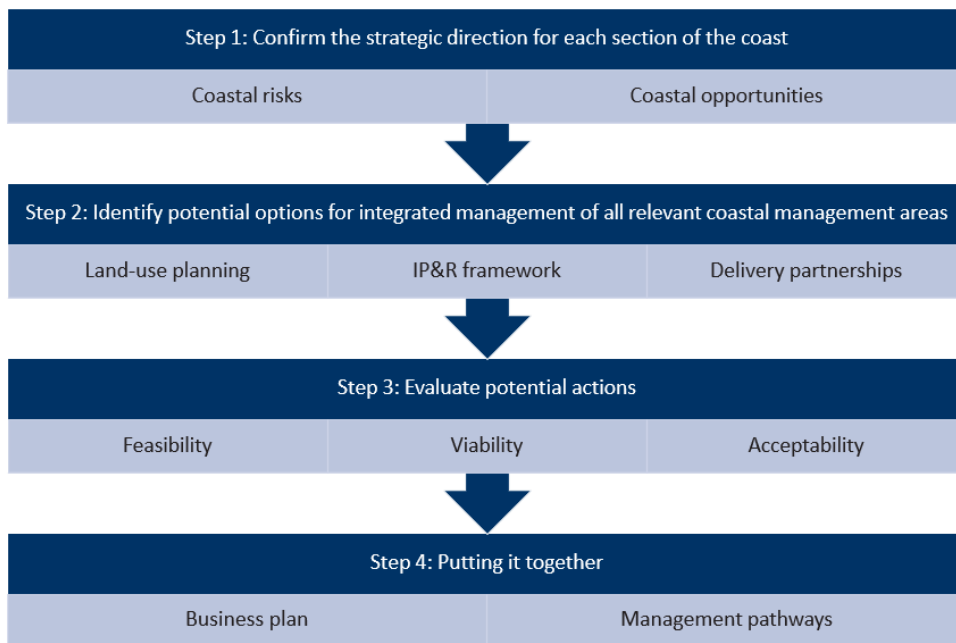 Step 1: Confirm the strategic direction for each section of the coast
Coastal risks
Coastal opportunities
Step 2: Identify potential options for integrated management of all relevant coastal management areas
Land-use planning
IP&R framework
Delivery partnerships
Step 3: Evaluate potential actions
Feasibility
Viability
Acceptability
Step 4: Putting it together
Business plan
Management pathways